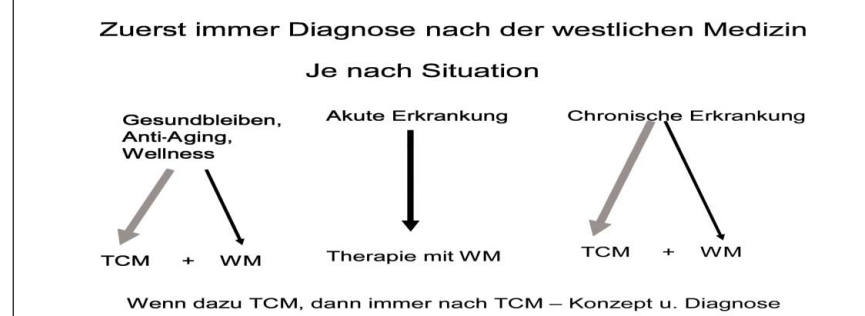 Zuerst immer Diagnose nach der westlichen Medizin
Je nach Situation
Gesundbleiben,
Anti-Aging,
Wellness
Akute Erkrankung
Chronische Erkrankung
TCM + WM
Therapie mit WM
TCM + WM
Wenn dazu TCM, dann immer nach TCM – Konzept u. Diagnose